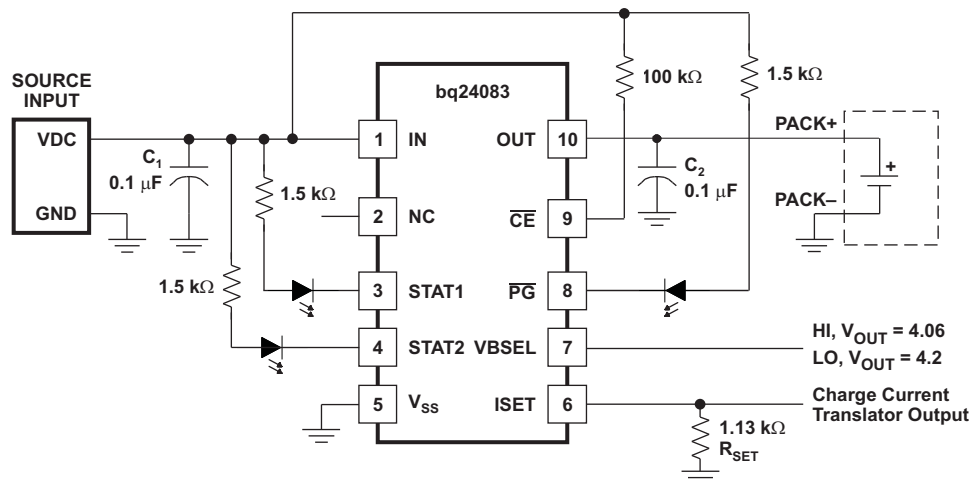 SOURCE
INPUT
VDC
GND
C1
0.1 μF
1.5 kΩ
1.5 kΩ
bq24083
1 IN
2 NC
3 STAT1
4 STAT2
5 VSS
OUT 10
CE 9
PG 8
VBSEL 7
ISET 6
100 kΩ
1.5 kΩ
C2
0.1 μF
PACK+
+
PACK–
HI, VOUT = 4.06
LO, VOUT = 4.2
Charge Current
Translator Output
1.13 kΩ
RSET